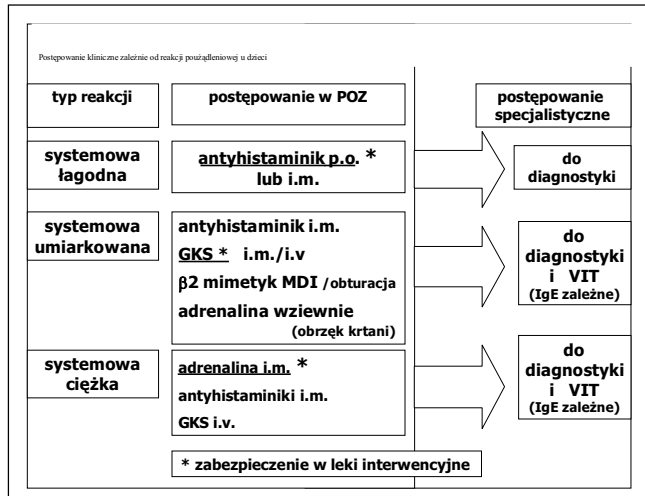 Postępowanie kliniczne zależnie od reakcji poużądleniowej u dzieci
typ reakcji
postępowanie w POZ
postępowanie
specjalistyczne
systemowa
łagodna
antyhistaminik p.o. *
lub i.m.
do
diagnostyki
systemowa
umiarkowana
antyhistaminik i.m.
GKS * i.m./i.v
β2 mimetyk MDI /obturacja
adrenalina wziewnie
(obrzęk krtani)
do
diagnostyki
i VIT
(IgE zależne)
systemowa
ciężka
adrenalina i.m. *
antyhistaminiki i.m.
GKS i.v.
do
diagnostyki
i VIT
(IgE zależne)
* zabezpieczenie w leki interwencyjne